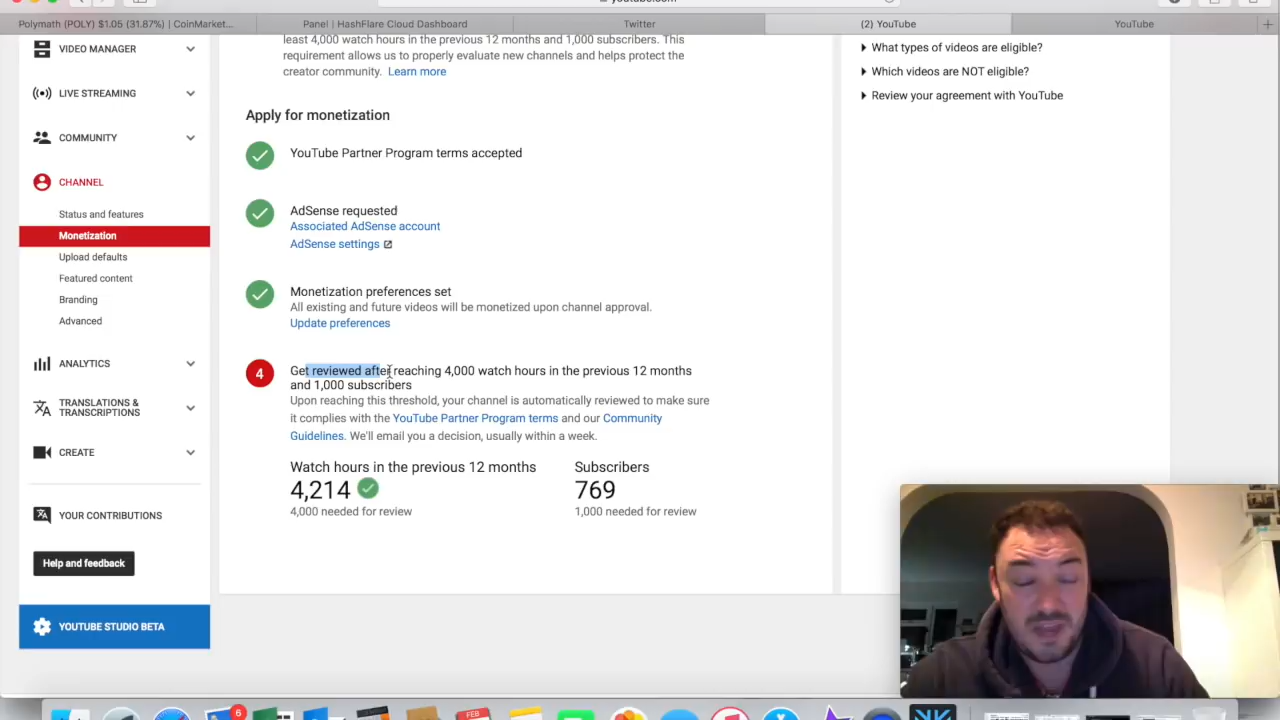 youtube.com
Polymath (POLY) $1.05 (31.87%) | CoinMarket...
Panel | HashFlare Cloud Dashboard
Twitter
(2) YouTube
YouTube
VIDEO MANAGER
LIVE STREAMING
COMMUNITY
CHANNEL
Status and features
Monetization
Upload defaults
Featured content
Branding
Advanced
ANALYTICS
TRANSLATIONS &
TRANSCRIPTIONS
CREATE
YOUR CONTRIBUTIONS
Help and feedback
YOUTUBE STUDIO BETA
least 4,000 watch hours in the previous 12 months and 1,000 subscribers. This
requirement allows us to properly evaluate new channels and helps protect the
creator community. Learn more
Apply for monetization
YouTube Partner Program terms accepted
AdSense requested
Associated AdSense account
AdSense settings
Monetization preferences set
All existing and future videos will be monetized upon channel approval.
Update preferences
4
Get reviewed after reaching 4,000 watch hours in the previous 12 months
and 1,000 subscribers
Upon reaching this threshold, your channel is automatically reviewed to make sure
it complies with the YouTube Partner Program terms and our Community
Guidelines. We'll email you a decision, usually within a week.
Watch hours in the previous 12 months
4,214
4,000 needed for review
Subscribers
769
1,000 needed for review
What types of videos are eligible?
Which videos are NOT eligible?
Review your agreement with YouTube
6
FEB